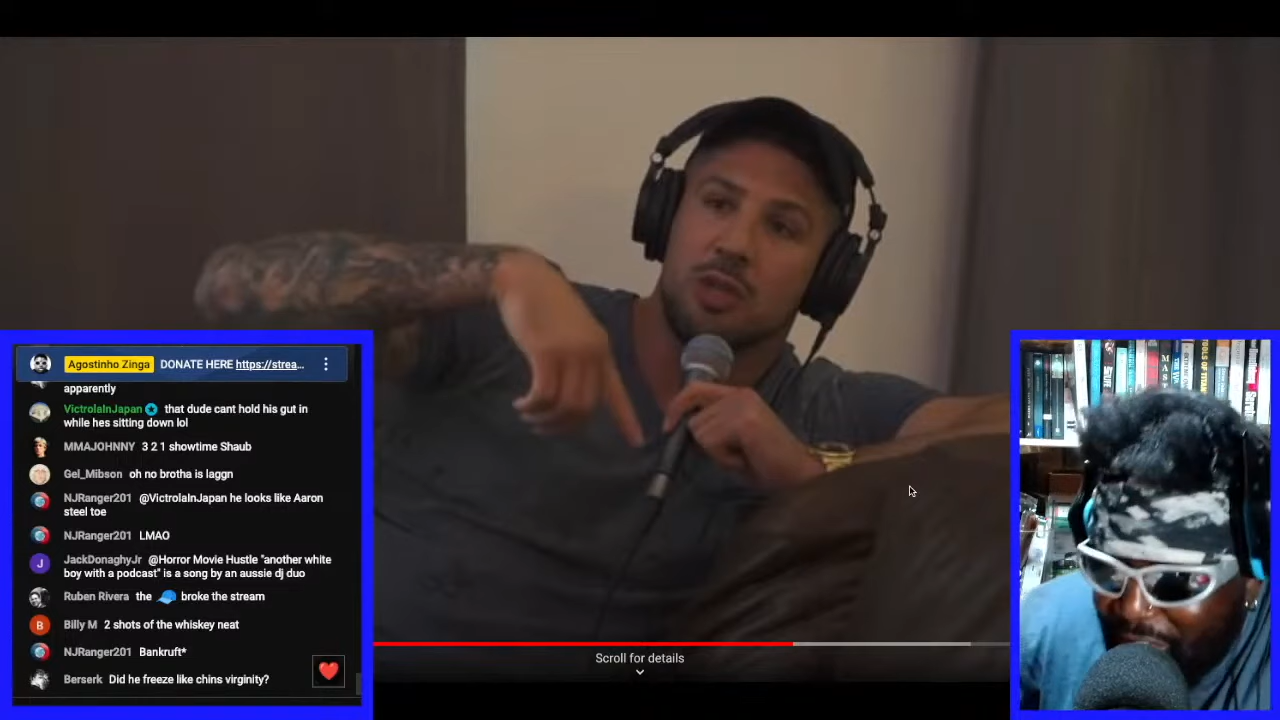 Agostinho Zinga DONATE HERE https://strea...
apparently
VictrolaInJapan that dude cant hold his gut in
while hes sitting down lol
MMAJOHNNY 3 2 1 showtime Shaub
Gel_Mibson oh no brotha is laggn
NJRanger201 @VictrolaInJapan he looks like Aaron
steel toe
NJRanger201 LMAO
J JackDonaghyJr @Horror Movie Hustle "another white
boy with a podcast" is a song by an aussie dj duo
Ruben Rivera the 🧢 broke the stream
B Billy M 2 shots of the whiskey neat
NJRanger201 Bankruft*
Berserk Did he freeze like chins virginity?
Scroll for details